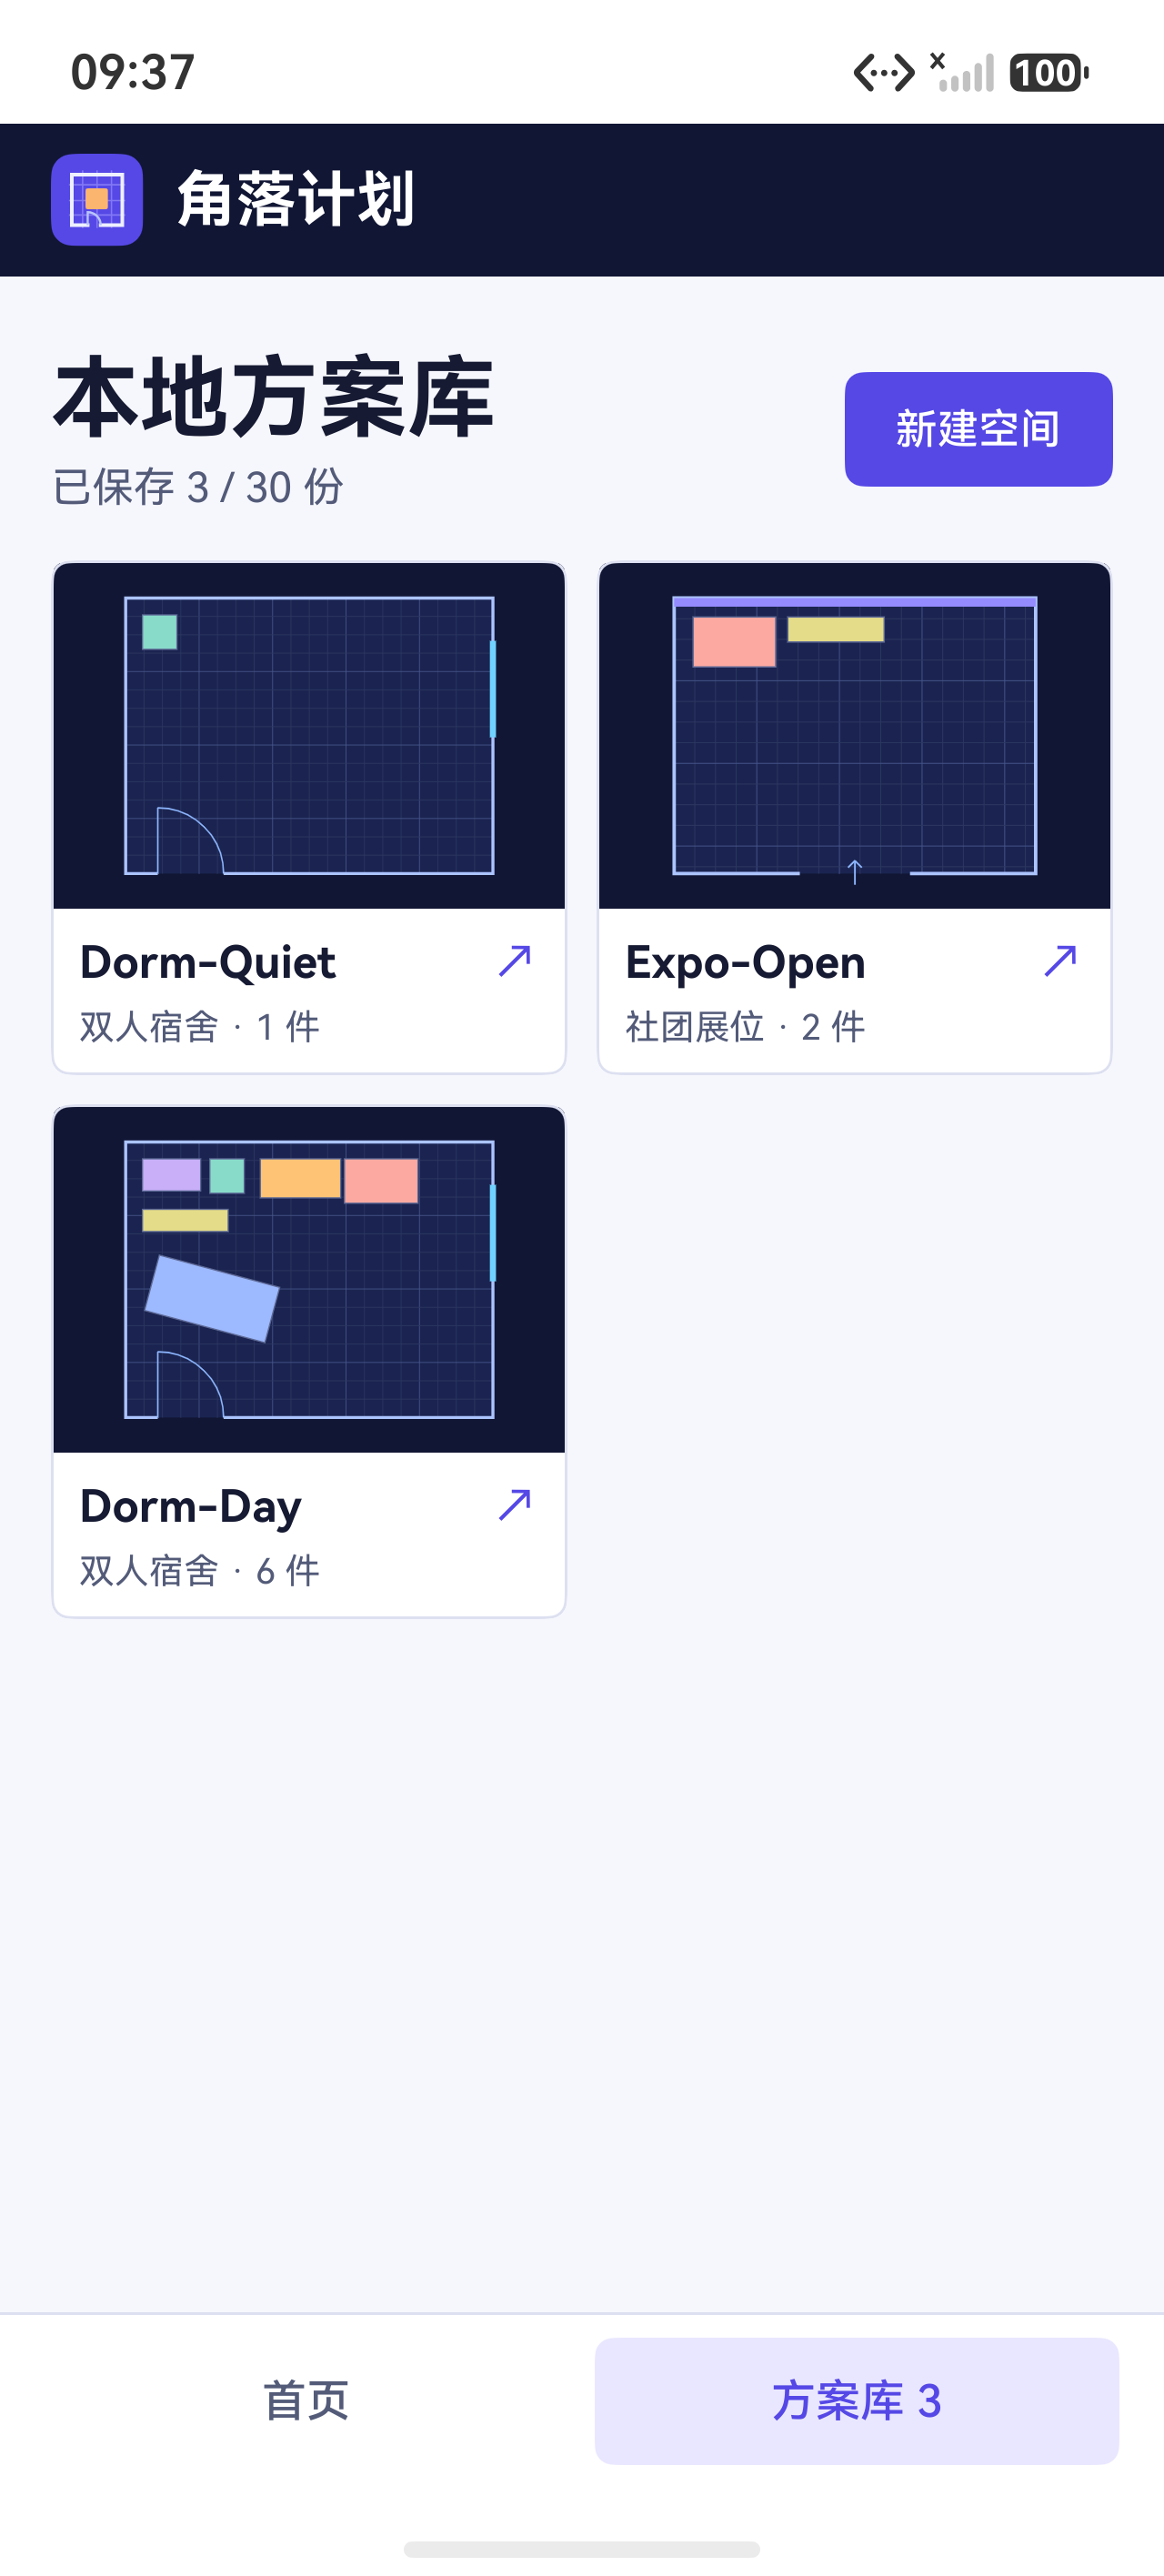 09:37
100
角落计划
本地方案库
已保存 3 / 30 份
新建空间
Dorm-Quiet
双人宿舍 · 1 件
Expo-Open
社团展位 · 2 件
Dorm-Day
双人宿舍 · 6 件
首页
方案库 3